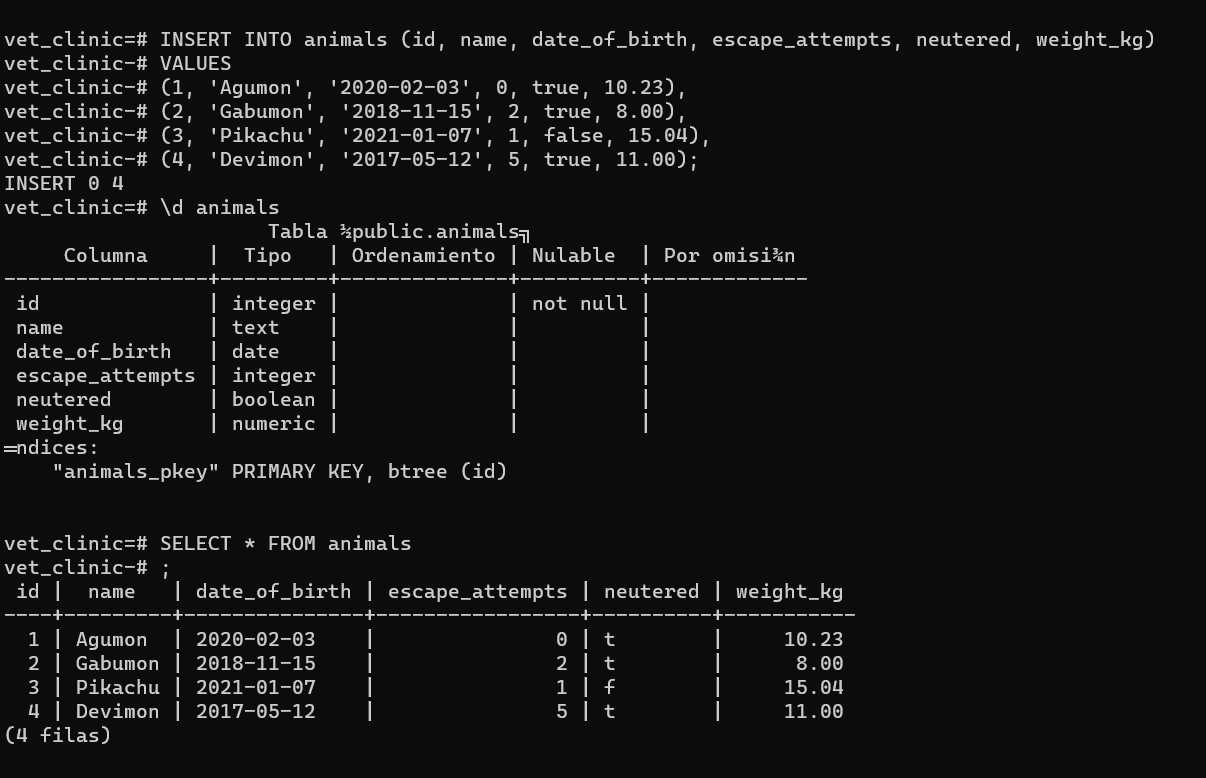 vet_clinic=# INSERT INTO animals (id, name, date_of_birth, escape_attempts, neutered, weight_kg)
vet_clinic-# VALUES
vet_clinic-# (1, 'Agumon', '2020-02-03', 0, true, 10.23),
vet_clinic-# (2, 'Gabumon', '2018-11-15', 2, true, 8.00),
vet_clinic-# (3, 'Pikachu', '2021-01-07', 1, false, 15.04),
vet_clinic-# (4, 'Devimon', '2017-05-12', 5, true, 11.00);
INSERT 0 4
vet_clinic=# \d animals
                      Tabla ½public.animals╗
     Columna     |  Tipo   | Ordenamiento | Nulable  | Por omisi¾n
-----------------+---------+--------------+----------+-------------
 id              | integer |              | not null |
 name            | text    |              |          |
 date_of_birth   | date    |              |          |
 escape_attempts | integer |              |          |
 neutered        | boolean |              |          |
 weight_kg       | numeric |              |          |
═ndices:
    "animals_pkey" PRIMARY KEY, btree (id)
vet_clinic=# SELECT * FROM animals
vet_clinic-# ;
 id |  name   | date_of_birth | escape_attempts | neutered | weight_kg
----+---------+---------------+-----------------+----------+-----------
  1 | Agumon  | 2020-02-03    |               0 | t        |     10.23
  2 | Gabumon | 2018-11-15    |               2 | t        |      8.00
  3 | Pikachu | 2021-01-07    |               1 | f        |     15.04
  4 | Devimon | 2017-05-12    |               5 | t        |     11.00
(4 filas)